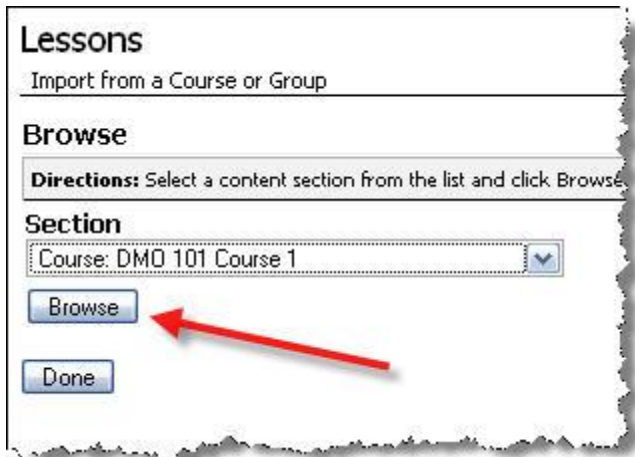 Lessons
Import from a Course or Group
Browse
Directions: Select a content section from the list and click Browse
Section
Course: DMO 101 Course 1
Browse
Done